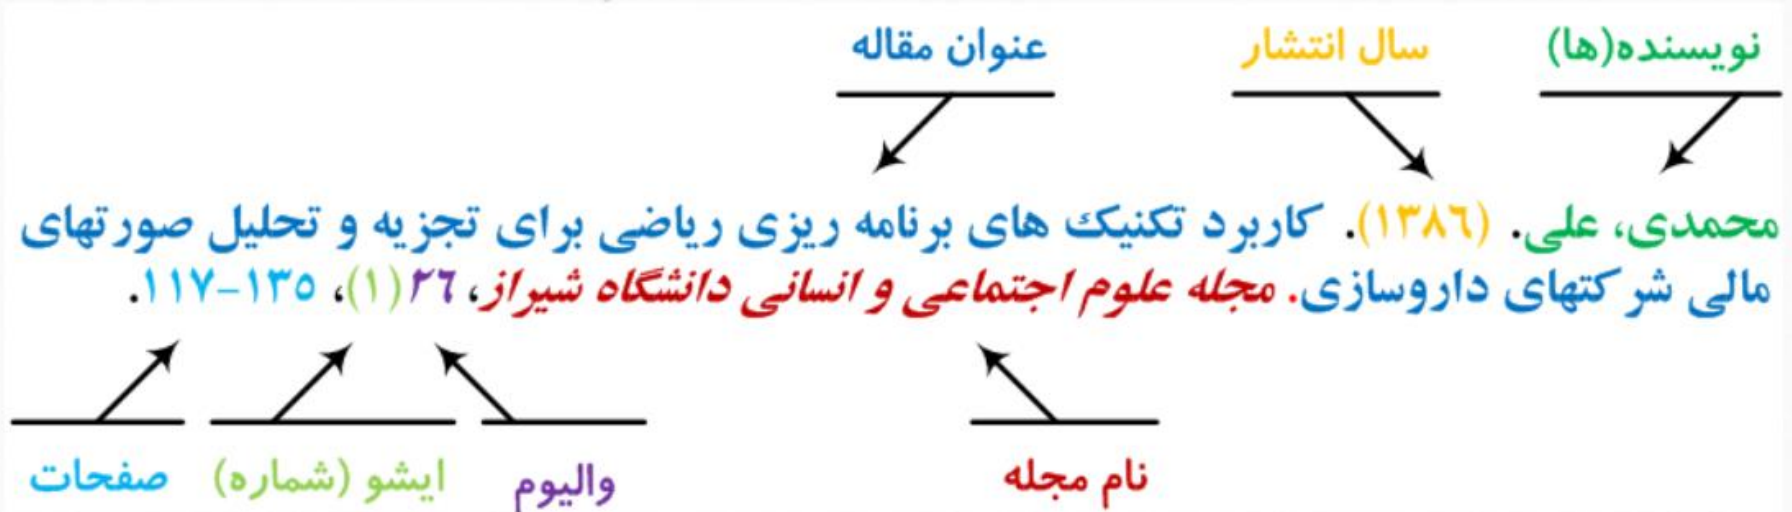 نویسنده(ها) سال انتشار عنوان مقاله
محمدی، علی. (۱۳۸٦). کاربرد تکنیک های برنامه ریزی ریاضی برای تجزیه و تحلیل صورتهای
مالی شرکتهای داروسازی. مجله علوم اجتماعی و انسانی دانشگاه شیراز، ۲٦(۱)، ۱۳۵-۱۱۷.
نام مجله والیوم ایشو (شماره) صفحات